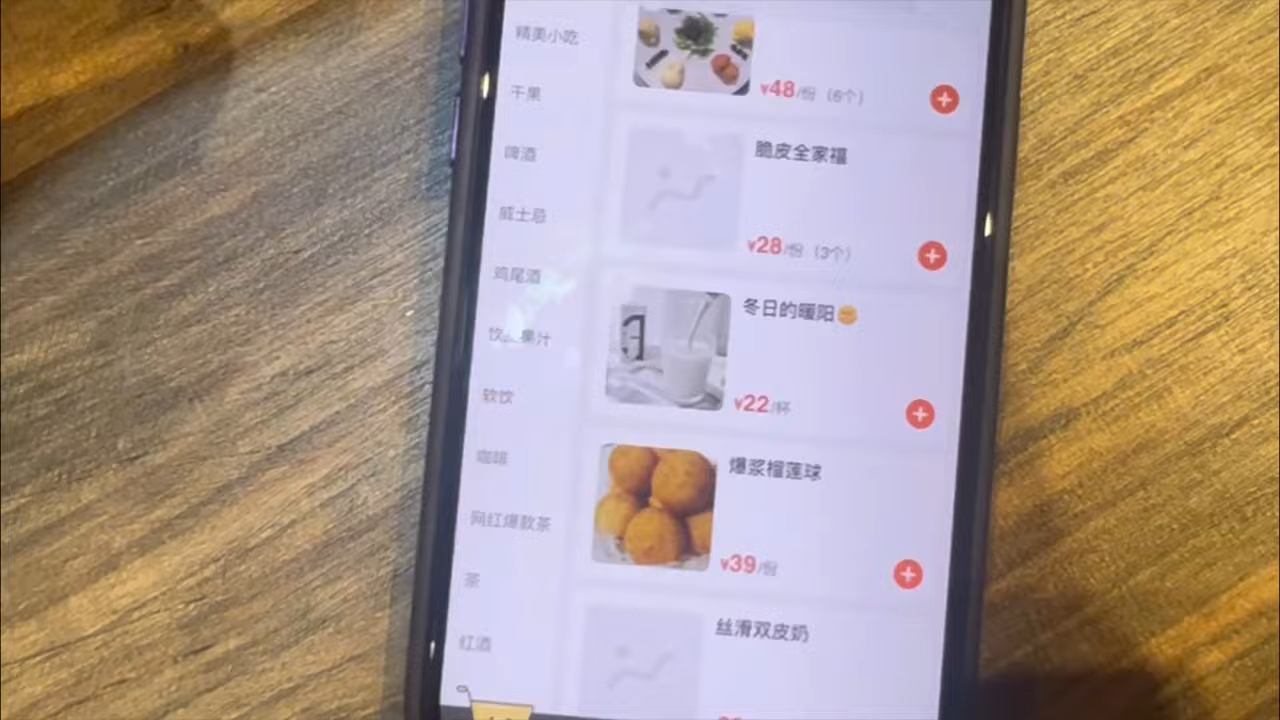 精美小吃
干果
啤酒
威士忌
鸡尾酒
饮 果汁
软饮
咖啡
网红爆款茶
茶
红酒
¥48/份（6个）
脆皮全家福
¥28/份（3个）
冬日的暖阳😊
¥22/杯
爆浆榴莲球
¥39/份
丝滑双皮奶